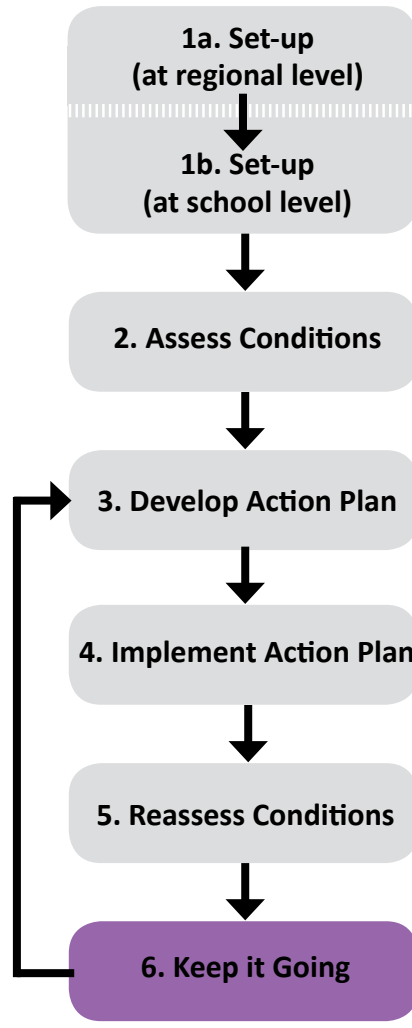 1a. Set-up
(at regional level)
1b. Set-up
(at school level)
2. Assess Conditions
3. Develop Action Plan
4. Implement Action Plan
5. Reassess Conditions
6. Keep it Going